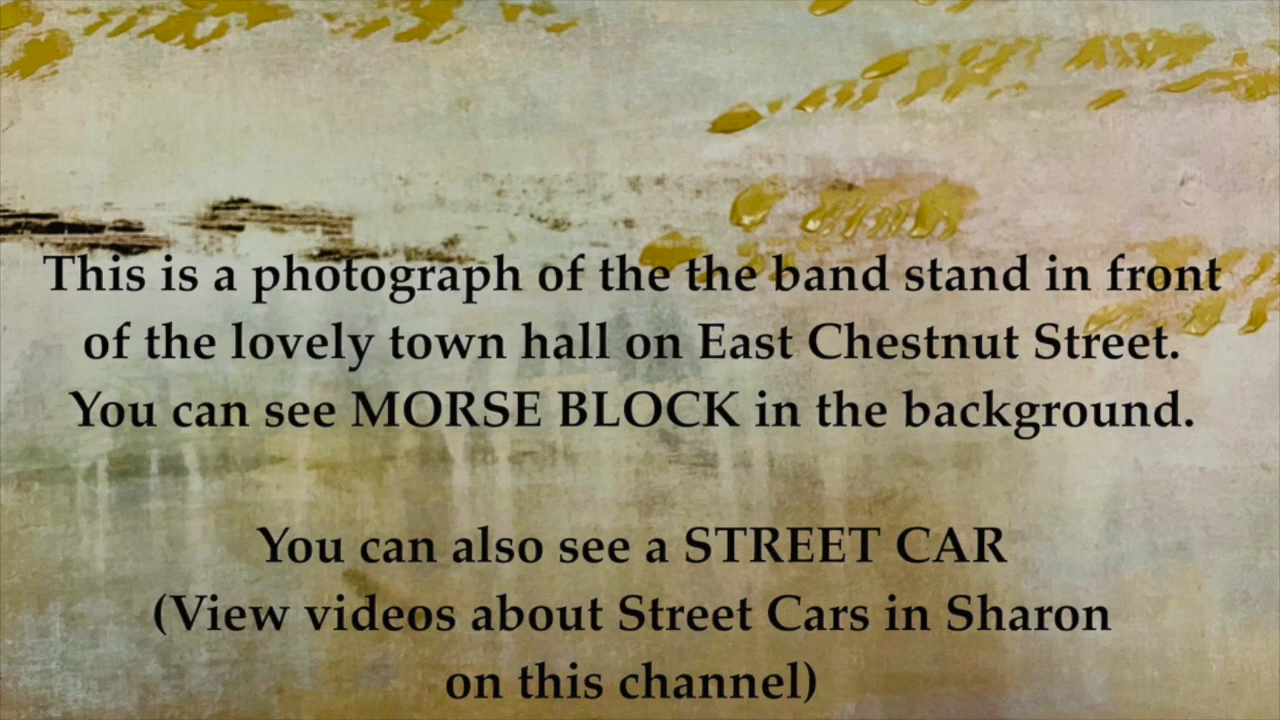 This is a photograph of the the band stand in front
of the lovely town hall on East Chestnut Street.
You can see MORSE BLOCK in the background.
You can also see a STREET CAR
(View videos about Street Cars in Sharon
on this channel)